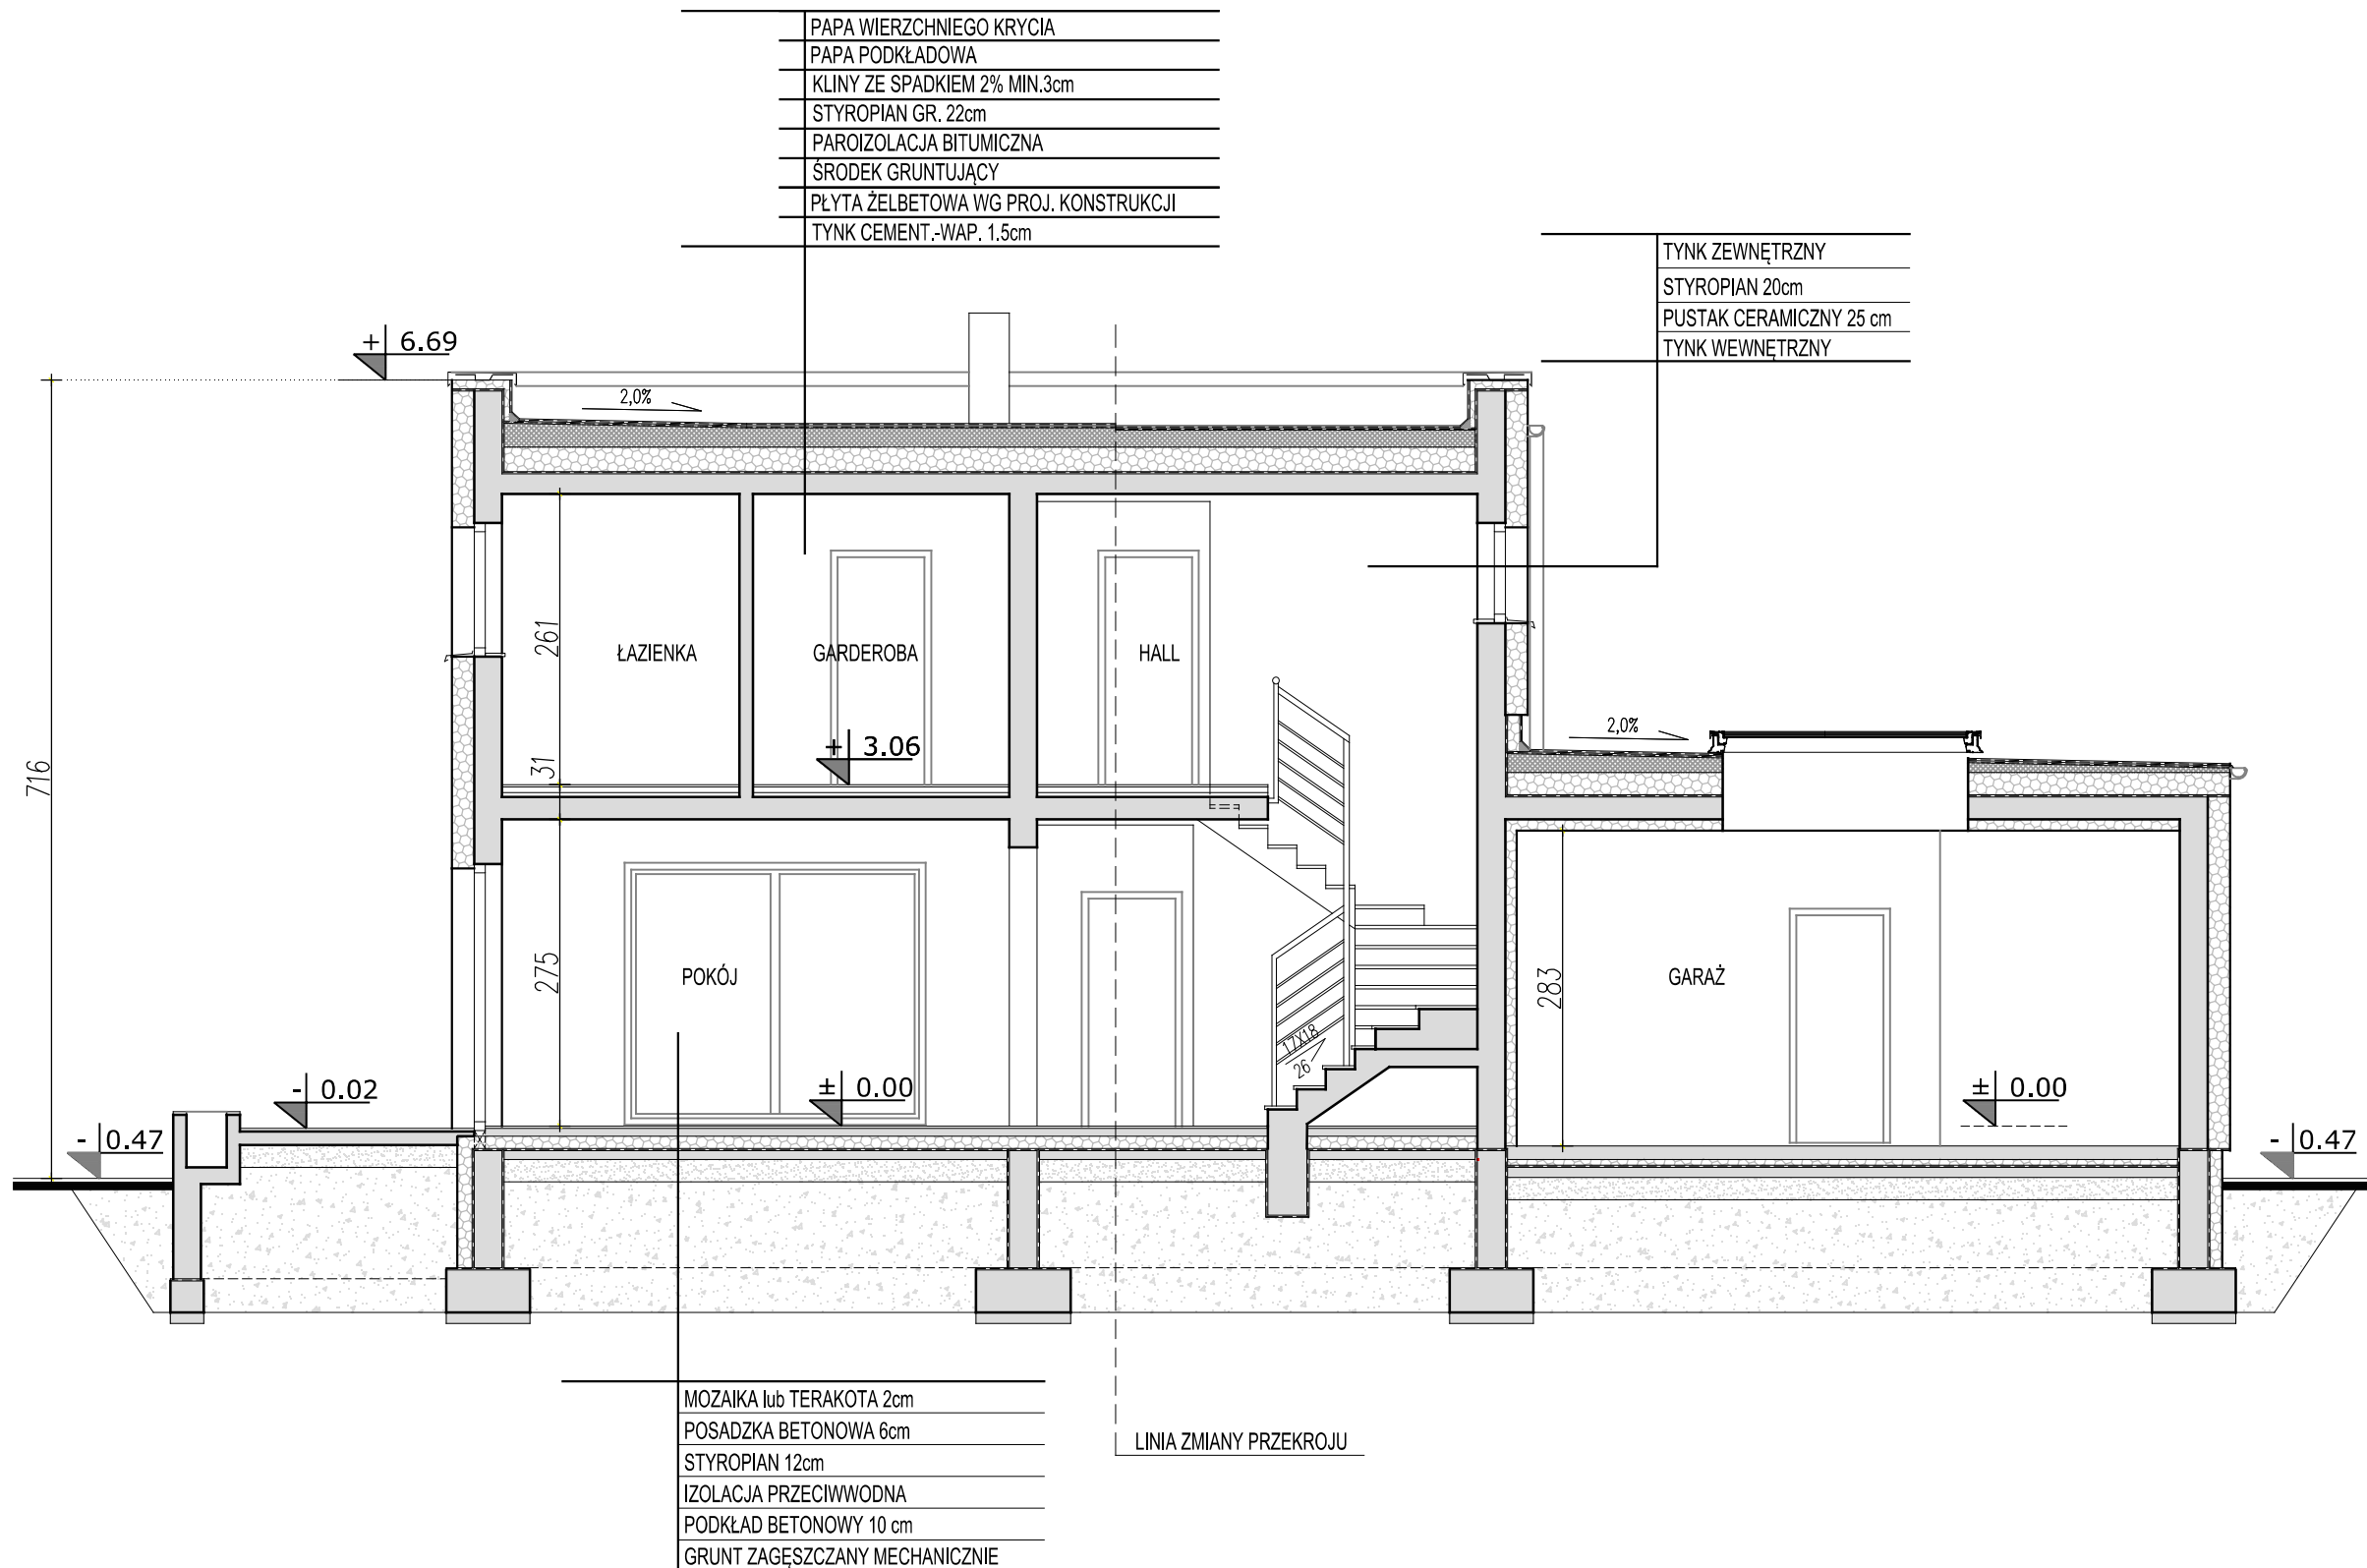 PAPA WIERZCHNIEGO KRYCIA
PAPA PODKŁADOWA
KLINY ZE SPADKIEM 2% MIN.3cm
STYROPIAN GR. 22cm
PAROIZOLACJA BITUMICZNA
ŚRODEK GRUNTUJĄCY
PŁYTA ŻELBETOWA WG PROJ. KONSTRUKCJI
TYNK CEMENT.-WAP. 1.5cm
TYNK ZEWNĘTRZNY
STYROPIAN 20cm
PUSTAK CERAMICZNY 25 cm
TYNK WEWNĘTRZNY
+ 6.69
2,0%
261
ŁAZIENKA
GARDEROBA
HALL
+ 3.06
31
2,0%
716
275
POKÓJ
283
GARAŻ
17X18
26
- 0.02
± 0.00
± 0.00
- 0.47
- 0.47
MOZAIKA lub TERAKOTA 2cm
POSADZKA BETONOWA 6cm
STYROPIAN 12cm
IZOLACJA PRZECIWWODNA
PODKŁAD BETONOWY 10 cm
GRUNT ZAGĘSZCZANY MECHANICZNIE
LINIA ZMIANY PRZEKROJU